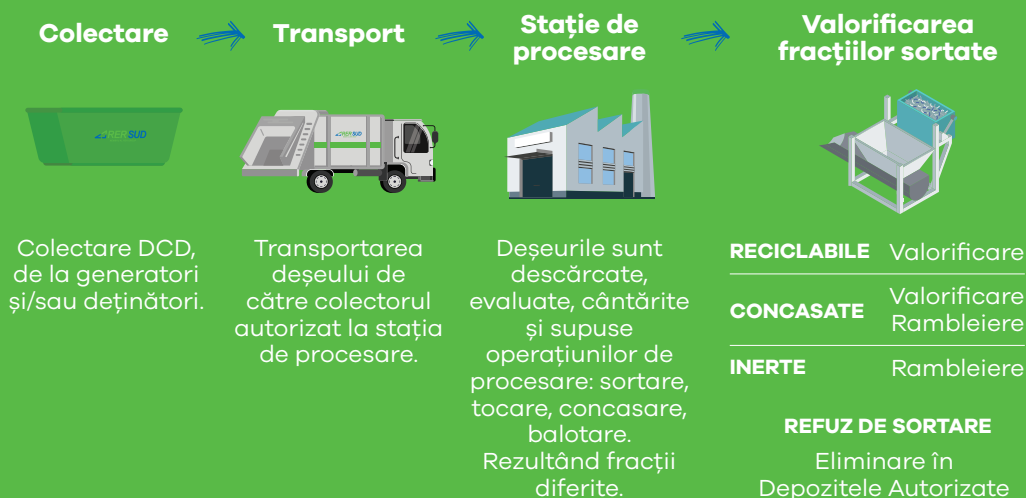 Colectare
Transport
Stație de
procesare
Valorificarea
fracțiilor sortate
RERSUD
RERSUD
Colectare DCD,
de la generatori
și/sau deținători.
Transportarea
deșeului de
către colectorul
autorizat la stația
de procesare.
Deșeurile sunt
descărcate,
evaluate, cântărite
și supuse
operațiunilor de
procesare: sortare,
tocare, concasare,
balotare.
Rezultând fracții
diferite.
RECICLABILE Valorificare
CONCASATE Valorificare
Rambleiere
INERTE Rambleiere
REFUZ DE SORTARE
Eliminare în
Depozitele Autorizate